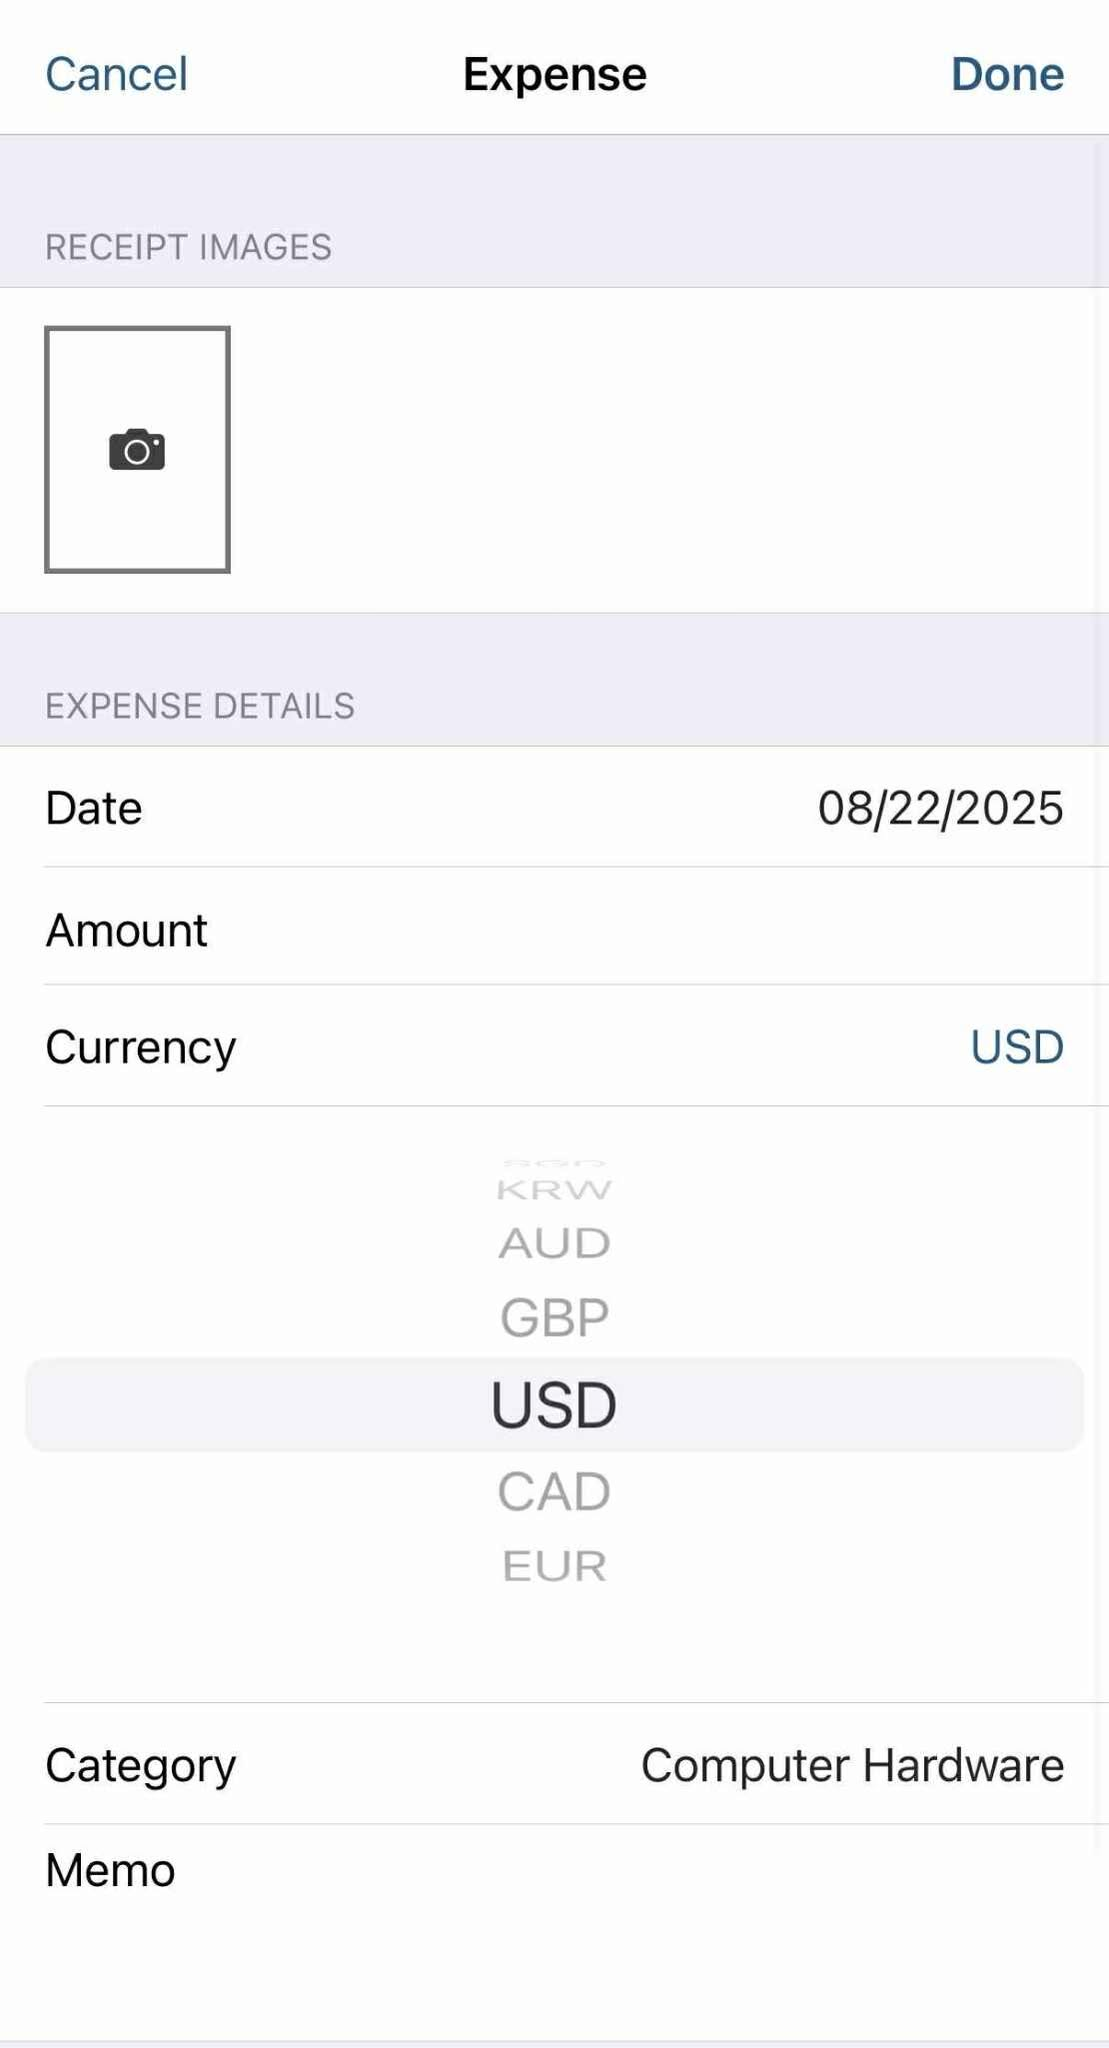 Cancel Expense Done
RECEIPT IMAGES
EXPENSE DETAILS
Date 08/22/2025
Amount
Currency USD
SGD
KRW
AUD
GBP
USD
CAD
EUR
Category Computer Hardware
Memo